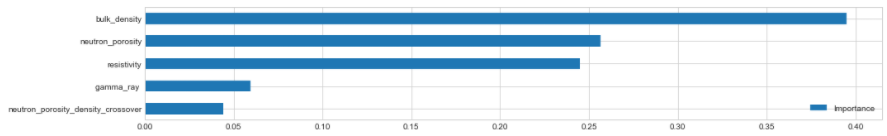 bulk_density
neutron_porosity
resistivity
gamma_ray
neutron_porosity_density_crossover
Importance
0.00 0.05 0.10 0.15 0.20 0.25 0.30 0.35 0.40